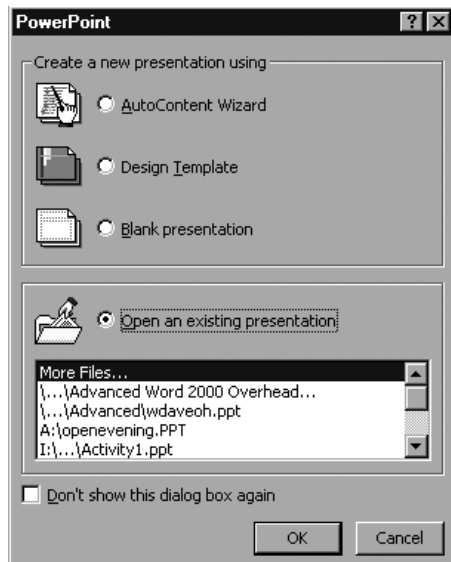 PowerPoint
Create a new presentation using
AutoContent Wizard
Design Template
Blank presentation
Open an existing presentation
More Files...
\...\Advanced Word 2000 Overhead...
\...\Advanced\wdaveoh.ppt
A:\openevening.PPT
I:\...\Activity1.ppt
Don't show this dialog box again
OK Cancel